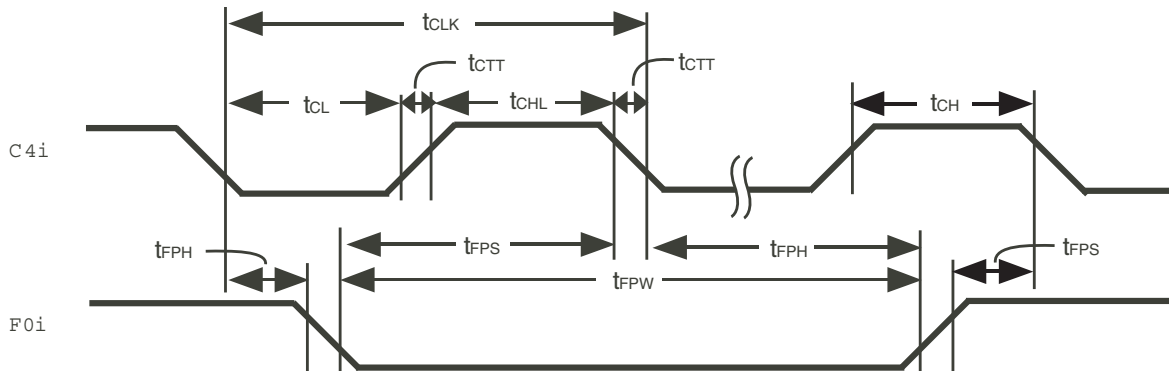 tCLK
tCTT
tCTT
tCL
tCHL
tCH
C4i
tFPH
tFPS
tFPH
tFPS
tFPW
F0i